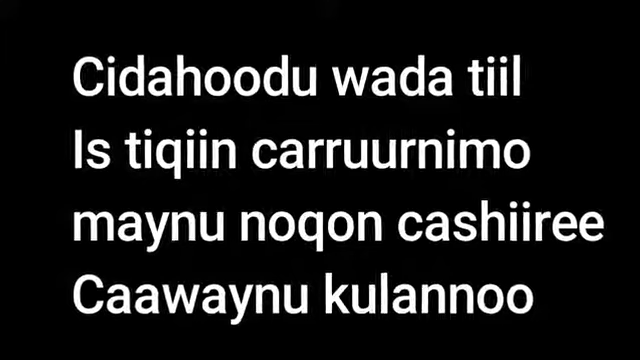 Cidahoodu wada tiil
Is tiqiin carruurnimo
maynu noqon cashiiree
Caawaynu kulannoo